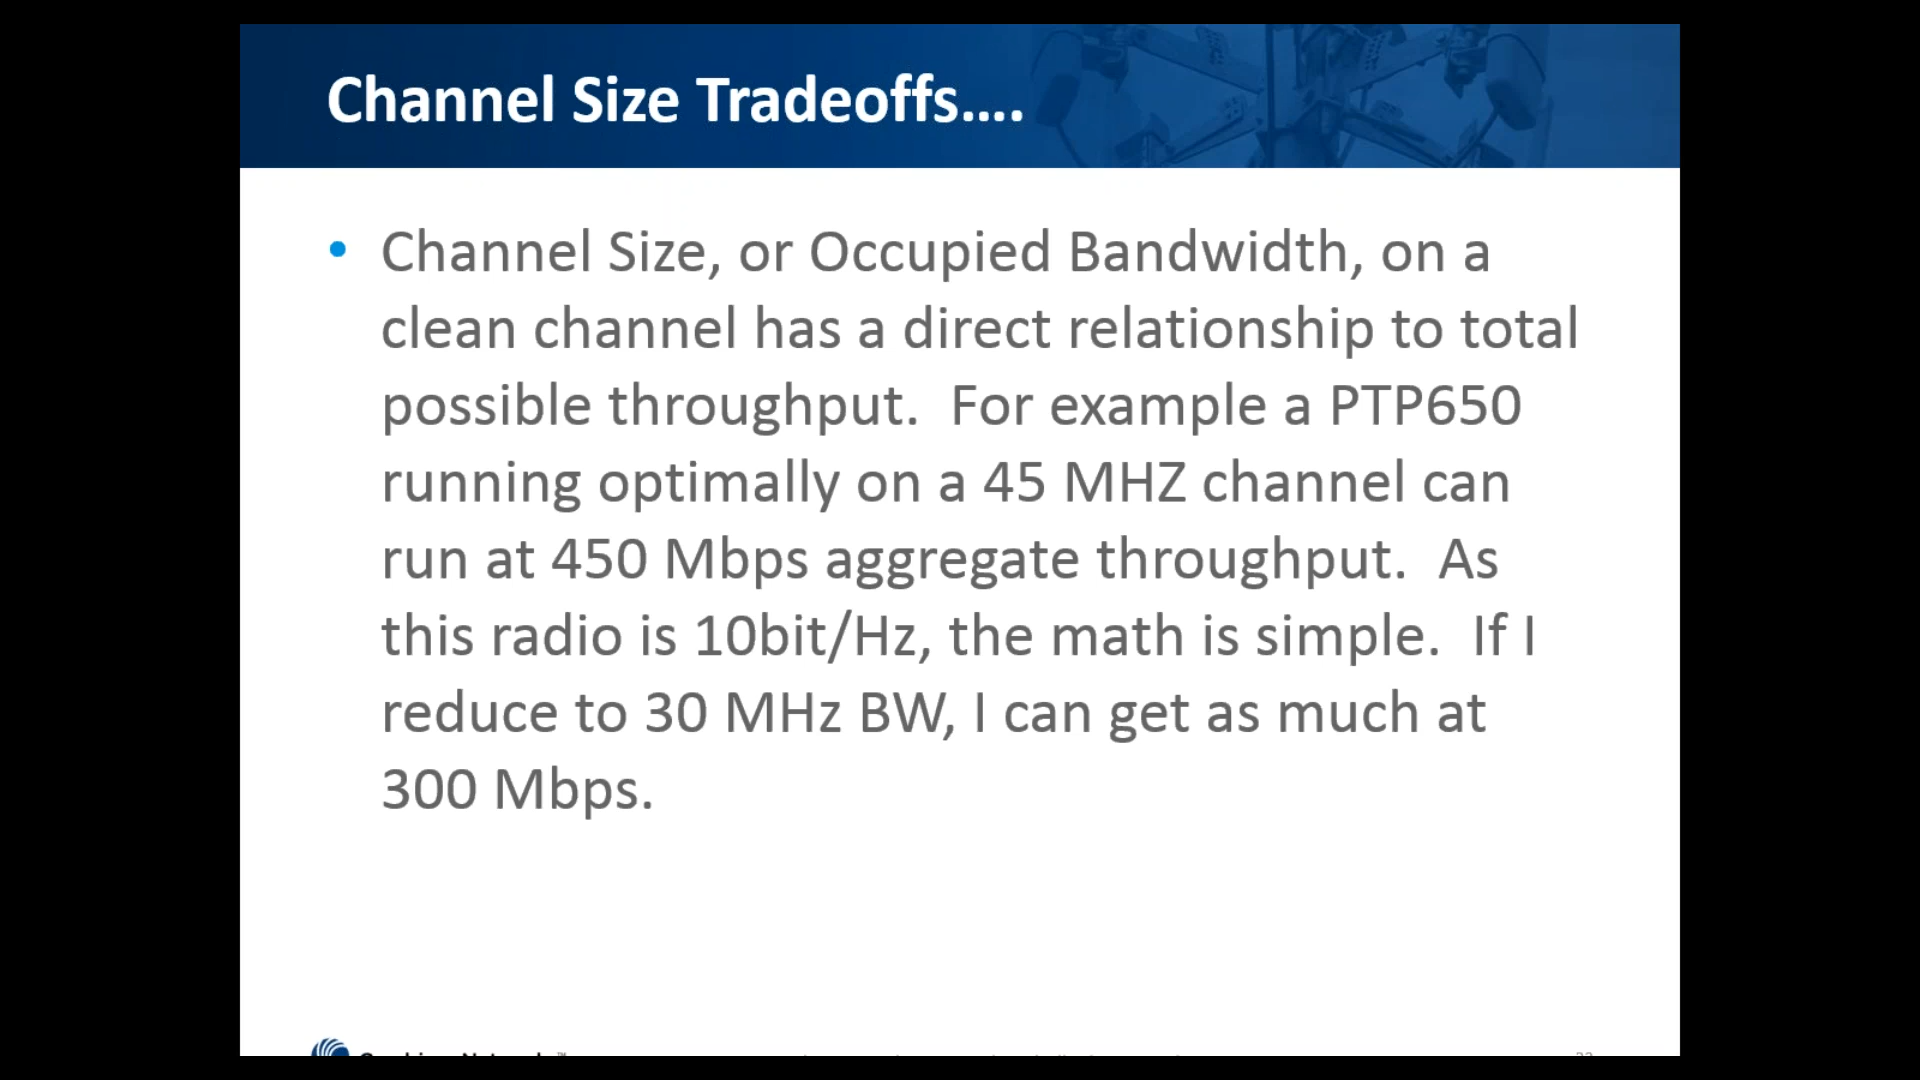 Channel Size Tradeoffs....
• Channel Size, or Occupied Bandwidth, on a
clean channel has a direct relationship to total
possible throughput.  For example a PTP650
running optimally on a 45 MHZ channel can
run at 450 Mbps aggregate throughput.  As
this radio is 10bit/Hz, the math is simple.  If I
reduce to 30 MHz BW, I can get as much at
300 Mbps.